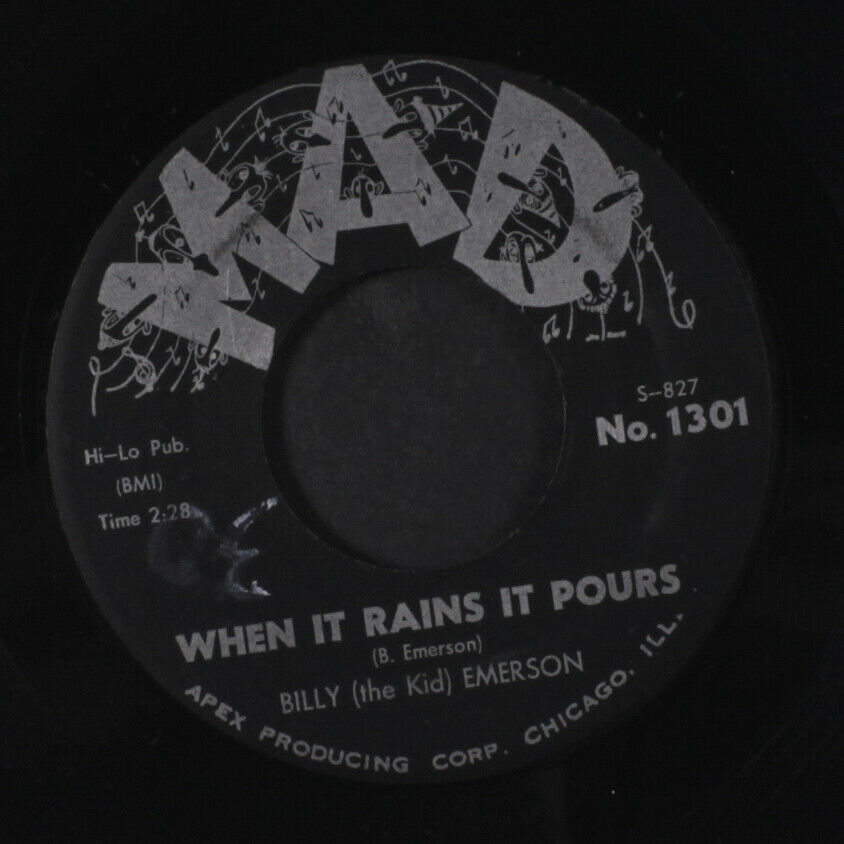 MAD
S-827
No. 1301
Hi-Lo Pub.
(BMI)
Time 2:28
WHEN IT RAINS IT POURS
(B. Emerson)
BILLY (the Kid) EMERSON
APEX PRODUCING CORP. CHICAGO. ILL.